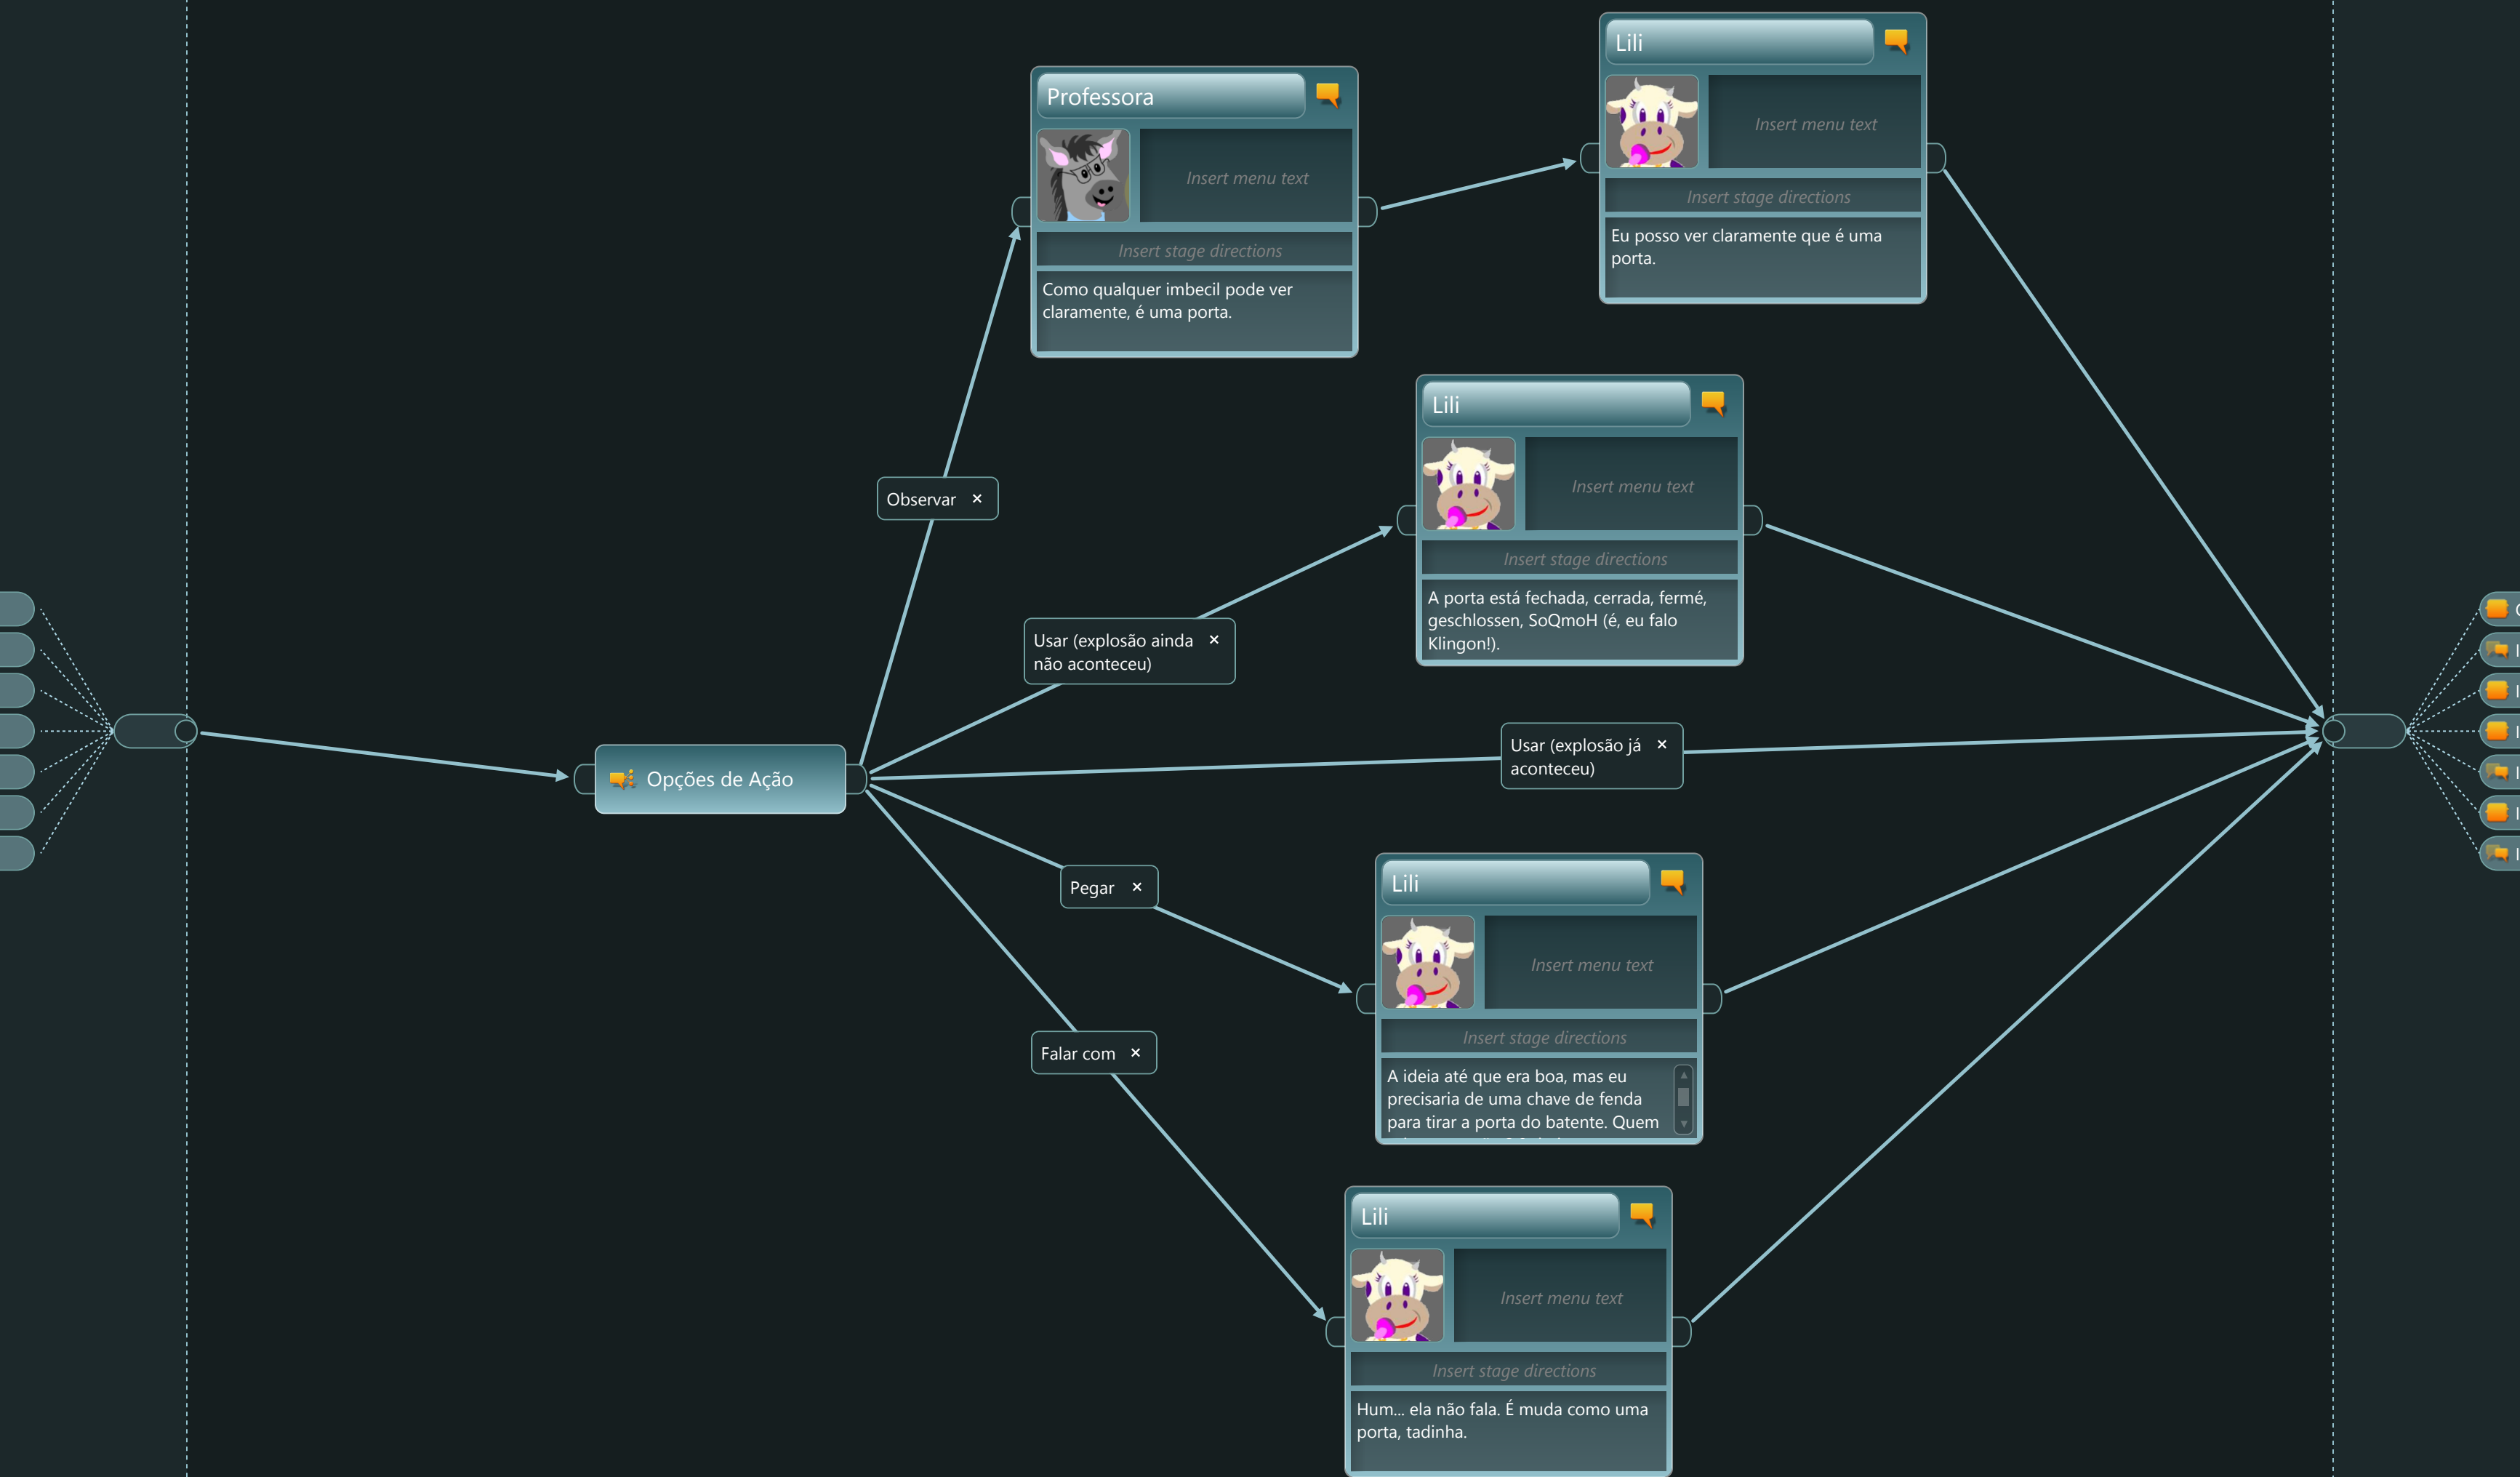 Lili
Insert menu text
Insert stage directions
Eu posso ver claramente que é uma
porta.
Professora
Insert menu text
Insert stage directions
Como qualquer imbecil pode ver
claramente, é uma porta.
Lili
Insert menu text
Insert stage directions
A porta está fechada, cerrada, fermé,
geschlossen, SoQmoH (é, eu falo
Klingon!).
Observar
Usar (explosão ainda
não aconteceu)
Usar (explosão já
aconteceu)
Opções de Ação
Pegar
Falar com
Lili
Insert menu text
Insert stage directions
A ideia até que era boa, mas eu
precisaria de uma chave de fenda
para tirar a porta do batente. Quem
Lili
Insert menu text
Insert stage directions
Hum... ela não fala. É muda como uma
porta, tadinha.